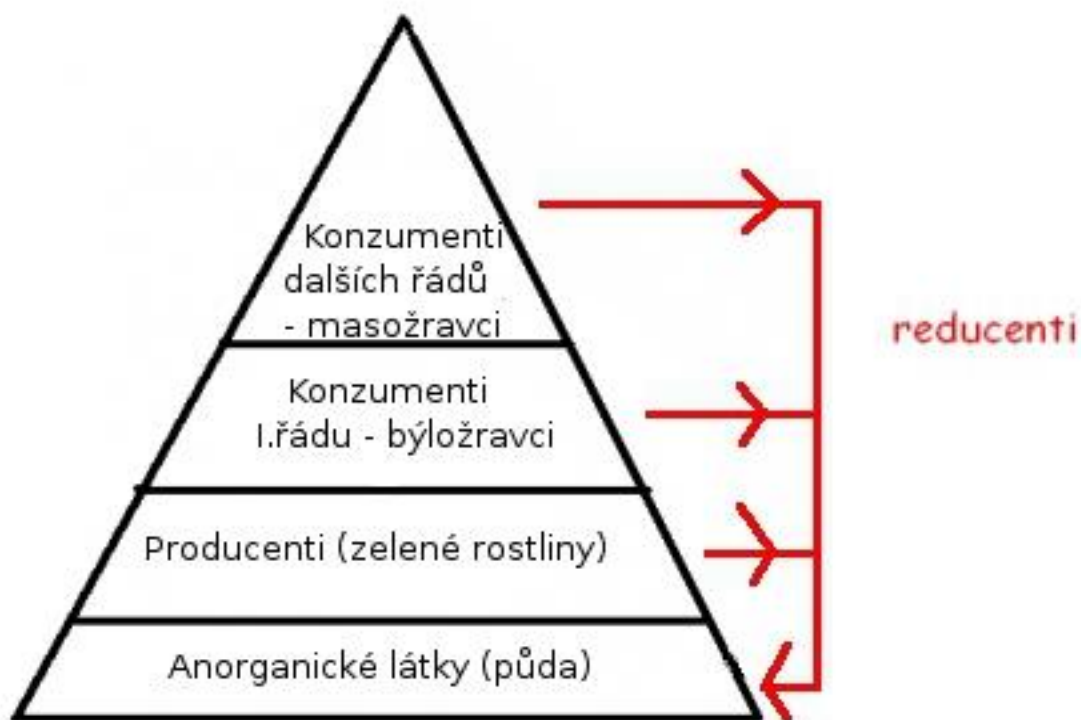 Konzumenti
dalších řádů
- masožravci
reducenti
Konzumenti
I.řádu - býložravci
Producenti (zelené rostliny)
Anorganické látky (půda)